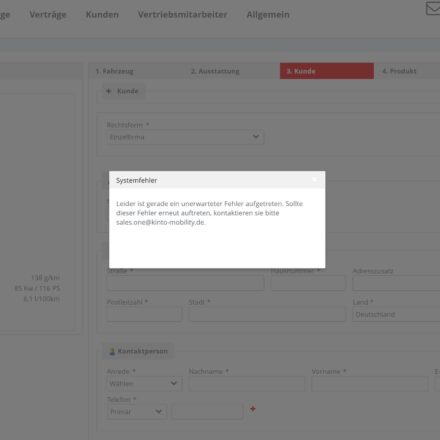 ge Verträge Kunden Vertriebsmitarbeiter Allgemein
1. Fahrzeug 2. Ausstattung 3. Kunde 4. Produkt
+ Kunde
Rechtsform *
Einzelfirma
Systemfehler
Leider ist gerade ein unerwarteter Fehler aufgetreten. Sollte
dieser Fehler erneut auftreten, kontaktieren sie bitte
sales.one@kinto-mobility.de.
Straße * Hausnummer * Adresszusatz
138 g/km
85 kw / 116 PS
6,1 l/100km
Postleitzahl * Stadt * Land *
Deutschland
Kontaktperson
Anrede * Nachname * Vorname *
Wählen
Telefon *
Primär